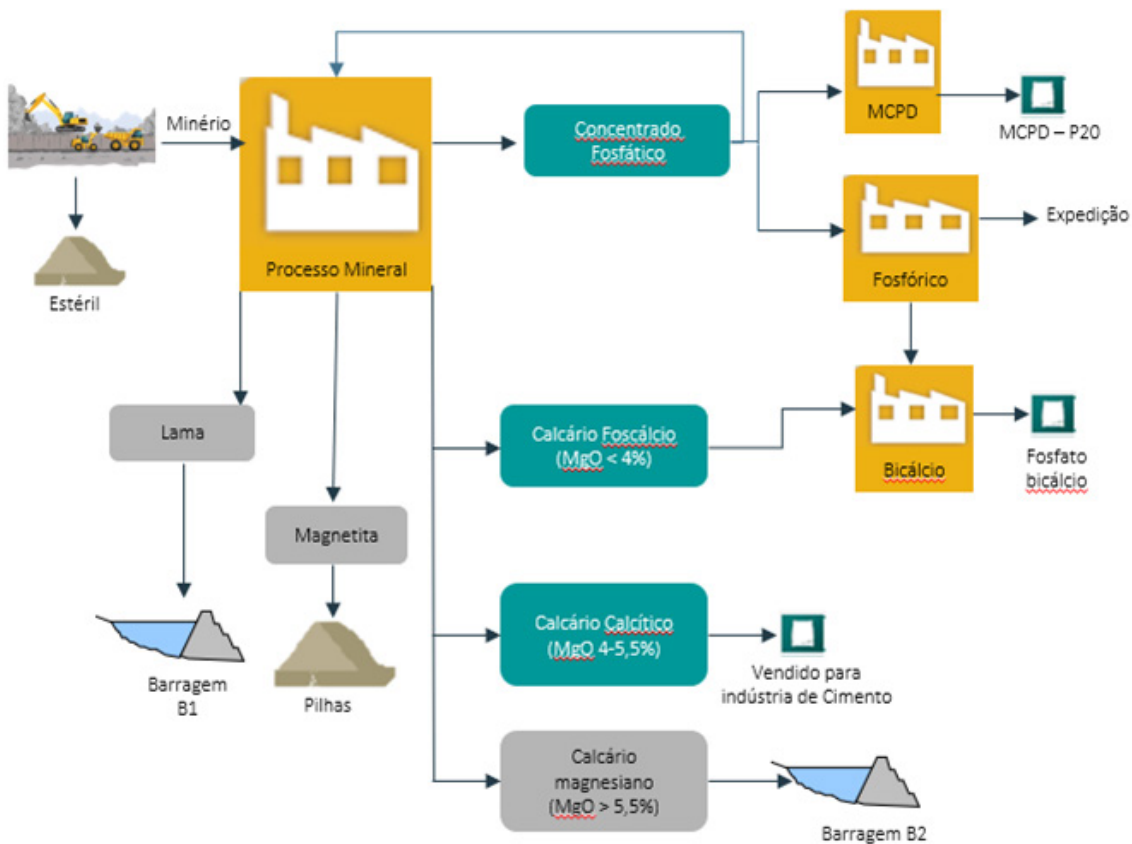 Minério
Estéril
Processo Mineral
Concentrado
Fosfático
MCPD
MCPD – P20
Fosfórico
Expedição
Lama
Barragem
B1
Magnetita
Pilhas
Calcário Foscálcio
(MgO < 4%)
Bicálcio
Fosfato
bicálcio
Calcário Calcítico
(MgO 4-5,5%)
Vendido para
indústria de Cimento
Calcário
magnesiano
(MgO > 5,5%)
Barragem B2